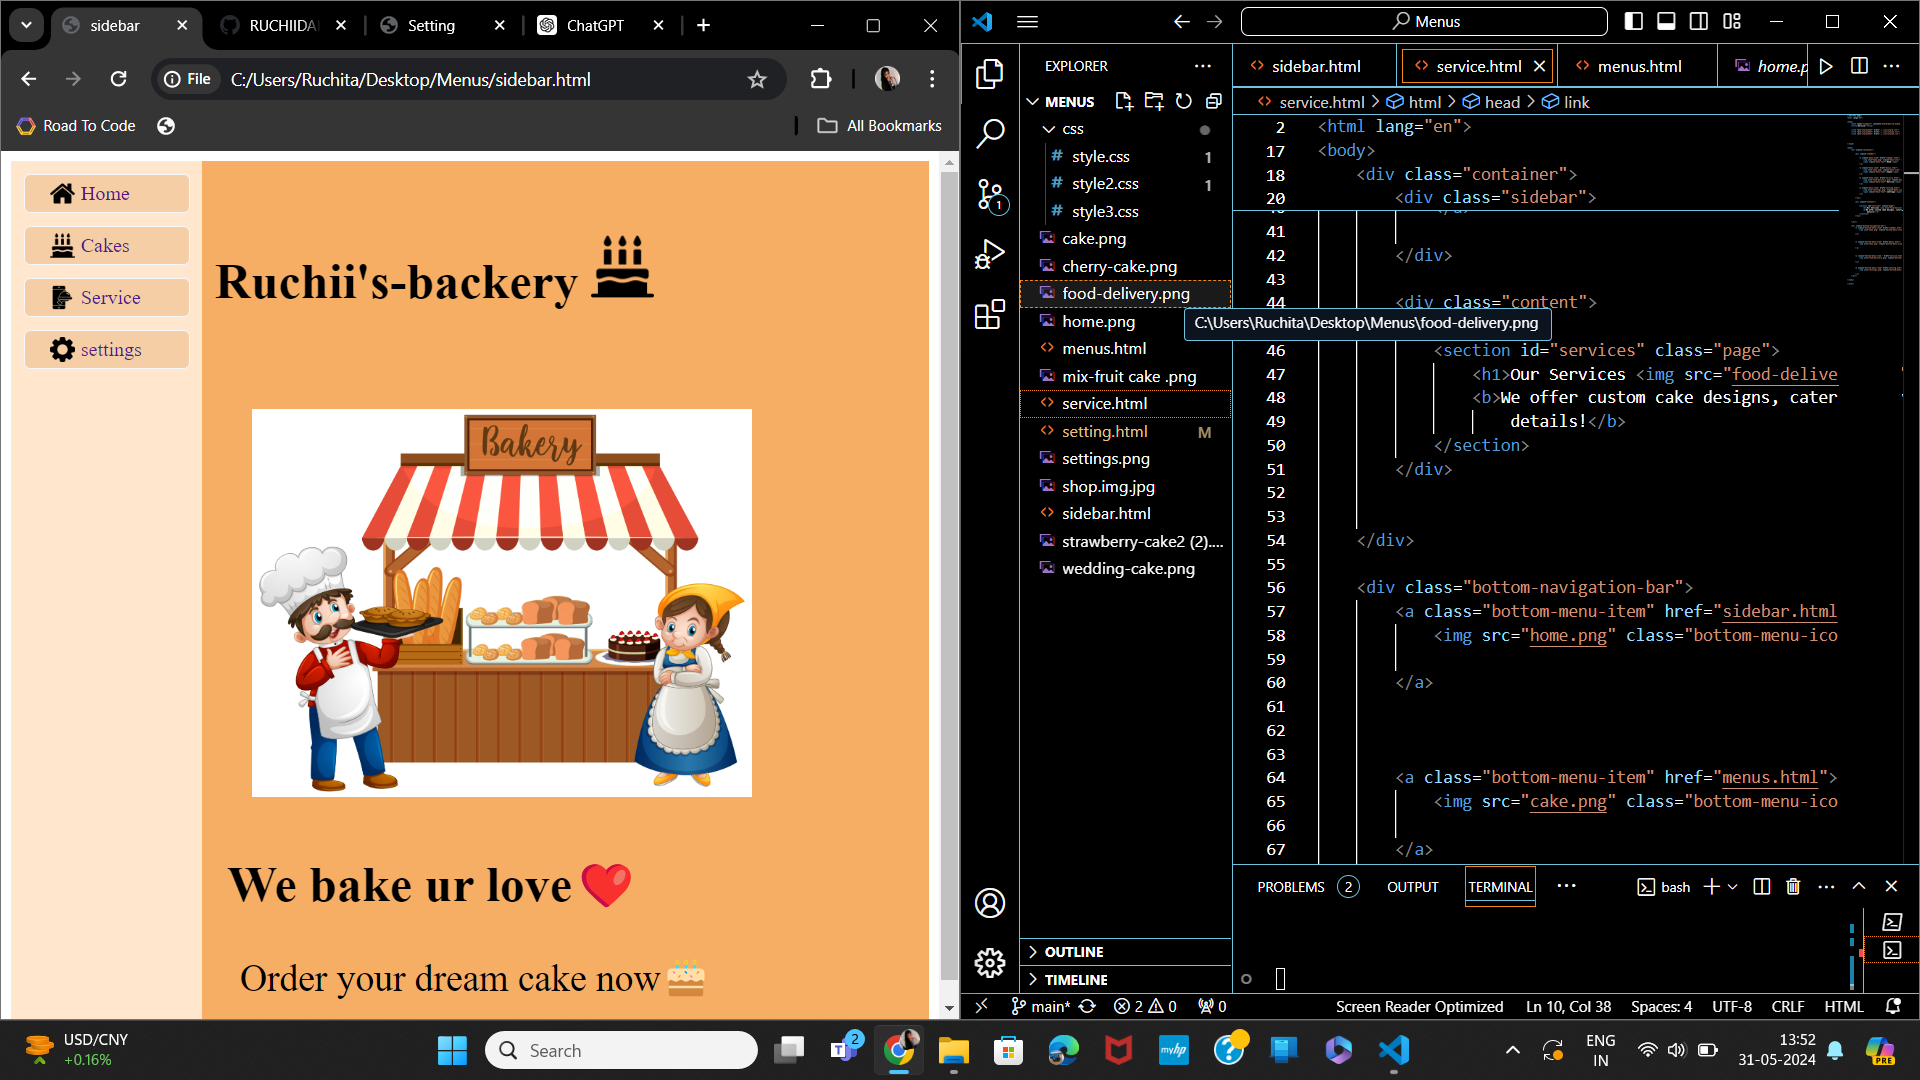 sidebar
RUCHIIDA
Setting
ChatGPT
File
C:/Users/Ruchita/Desktop/Menus/sidebar.html
Road To Code
All Bookmarks
Home
Cakes
Service
settings
Ruchii's-backery
Bakery
We bake ur love
Order your dream cake now
Menus
EXPLORER
MENUS
css
style.css 1
style2.css 1
style3.css
cake.png
cherry-cake.png
food-delivery.png
home.png
menus.html
mix-fruit cake .png
service.html
setting.html M
settings.png
shop.img.jpg
sidebar.html
strawberry-cake2 (2)....
wedding-cake.png
OUTLINE
TIMELINE
1
sidebar.html
service.html
menus.html
home.p
service.html > html > head > link
2 <html lang="en">
17 <body>
18 <div class="container">
20 <div class="sidebar">
41
42 </div>
43
44 <div class="content">
C:\Users\Ruchita\Desktop\Menus\food-delivery.png
46 <section id="services" class="page">
47 <h1>Our Services <img src="food-delive
48 <b>We offer custom cake designs, cater
49 details!</b>
50 </section>
51 </div>
52
53
54 </div>
55
56 <div class="bottom-navigation-bar">
57 <a class="bottom-menu-item" href="sidebar.html
58 <img src="home.png" class="bottom-menu-ico
59
60 </a>
61
62
63
64 <a class="bottom-menu-item" href="menus.html">
65 <img src="cake.png" class="bottom-menu-ico
66
67 </a>
PROBLEMS 2 OUTPUT TERMINAL
bash
main* 2 0 0
Screen Reader Optimized Ln 10, Col 38 Spaces: 4 UTF-8 CRLF HTML
USD/CNY
+0.16%
Search
2
myhp
PRE
ENG
IN
13:52
31-05-2024